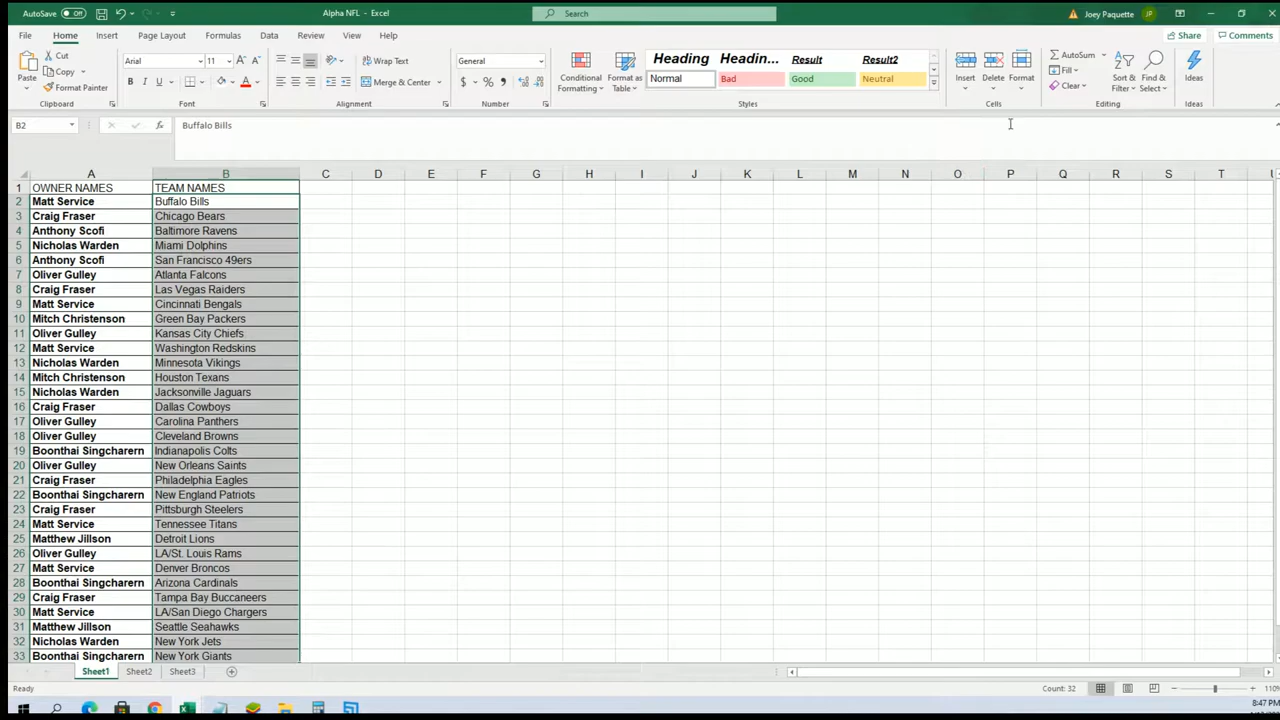 AutoSave Off Alpha NFL - Excel Search Joey Paquette JP
File Home Insert Page Layout Formulas Data Review View Help Share Comments
Paste Cut Copy Format Painter Clipboard
Arial 11 B I U A Font
Wrap Text Merge & Center Alignment
General $ % Number
Conditional Formatting Format as Table
Heading Headin... Result Result2
Normal Bad Good Neutral
Styles
Insert Delete Format Cells
AutoSum Fill Clear Sort & Filter Find & Select Editing
Ideas Ideas
B2 fx Buffalo Bills
A B C D E F G H I J K L M N O P Q R S T
1 OWNER NAMES TEAM NAMES
2 Matt Service Buffalo Bills
3 Craig Fraser Chicago Bears
4 Anthony Scofi Baltimore Ravens
5 Nicholas Warden Miami Dolphins
6 Anthony Scofi San Francisco 49ers
7 Oliver Gulley Atlanta Falcons
8 Craig Fraser Las Vegas Raiders
9 Matt Service Cincinnati Bengals
10 Mitch Christenson Green Bay Packers
11 Oliver Gulley Kansas City Chiefs
12 Matt Service Washington Redskins
13 Nicholas Warden Minnesota Vikings
14 Mitch Christenson Houston Texans
15 Nicholas Warden Jacksonville Jaguars
16 Craig Fraser Dallas Cowboys
17 Oliver Gulley Carolina Panthers
18 Oliver Gulley Cleveland Browns
19 Boonthai Singcharern Indianapolis Colts
20 Oliver Gulley New Orleans Saints
21 Craig Fraser Philadelphia Eagles
22 Boonthai Singcharern New England Patriots
23 Craig Fraser Pittsburgh Steelers
24 Matt Service Tennessee Titans
25 Matthew Jillson Detroit Lions
26 Oliver Gulley LA/St. Louis Rams
27 Matt Service Denver Broncos
28 Boonthai Singcharern Arizona Cardinals
29 Craig Fraser Tampa Bay Buccaneers
30 Matt Service LA/San Diego Chargers
31 Matthew Jillson Seattle Seahawks
32 Nicholas Warden New York Jets
33 Boonthai Singcharern New York Giants
Sheet1 Sheet2 Sheet3
Ready Count: 32 110%
8:47 PM